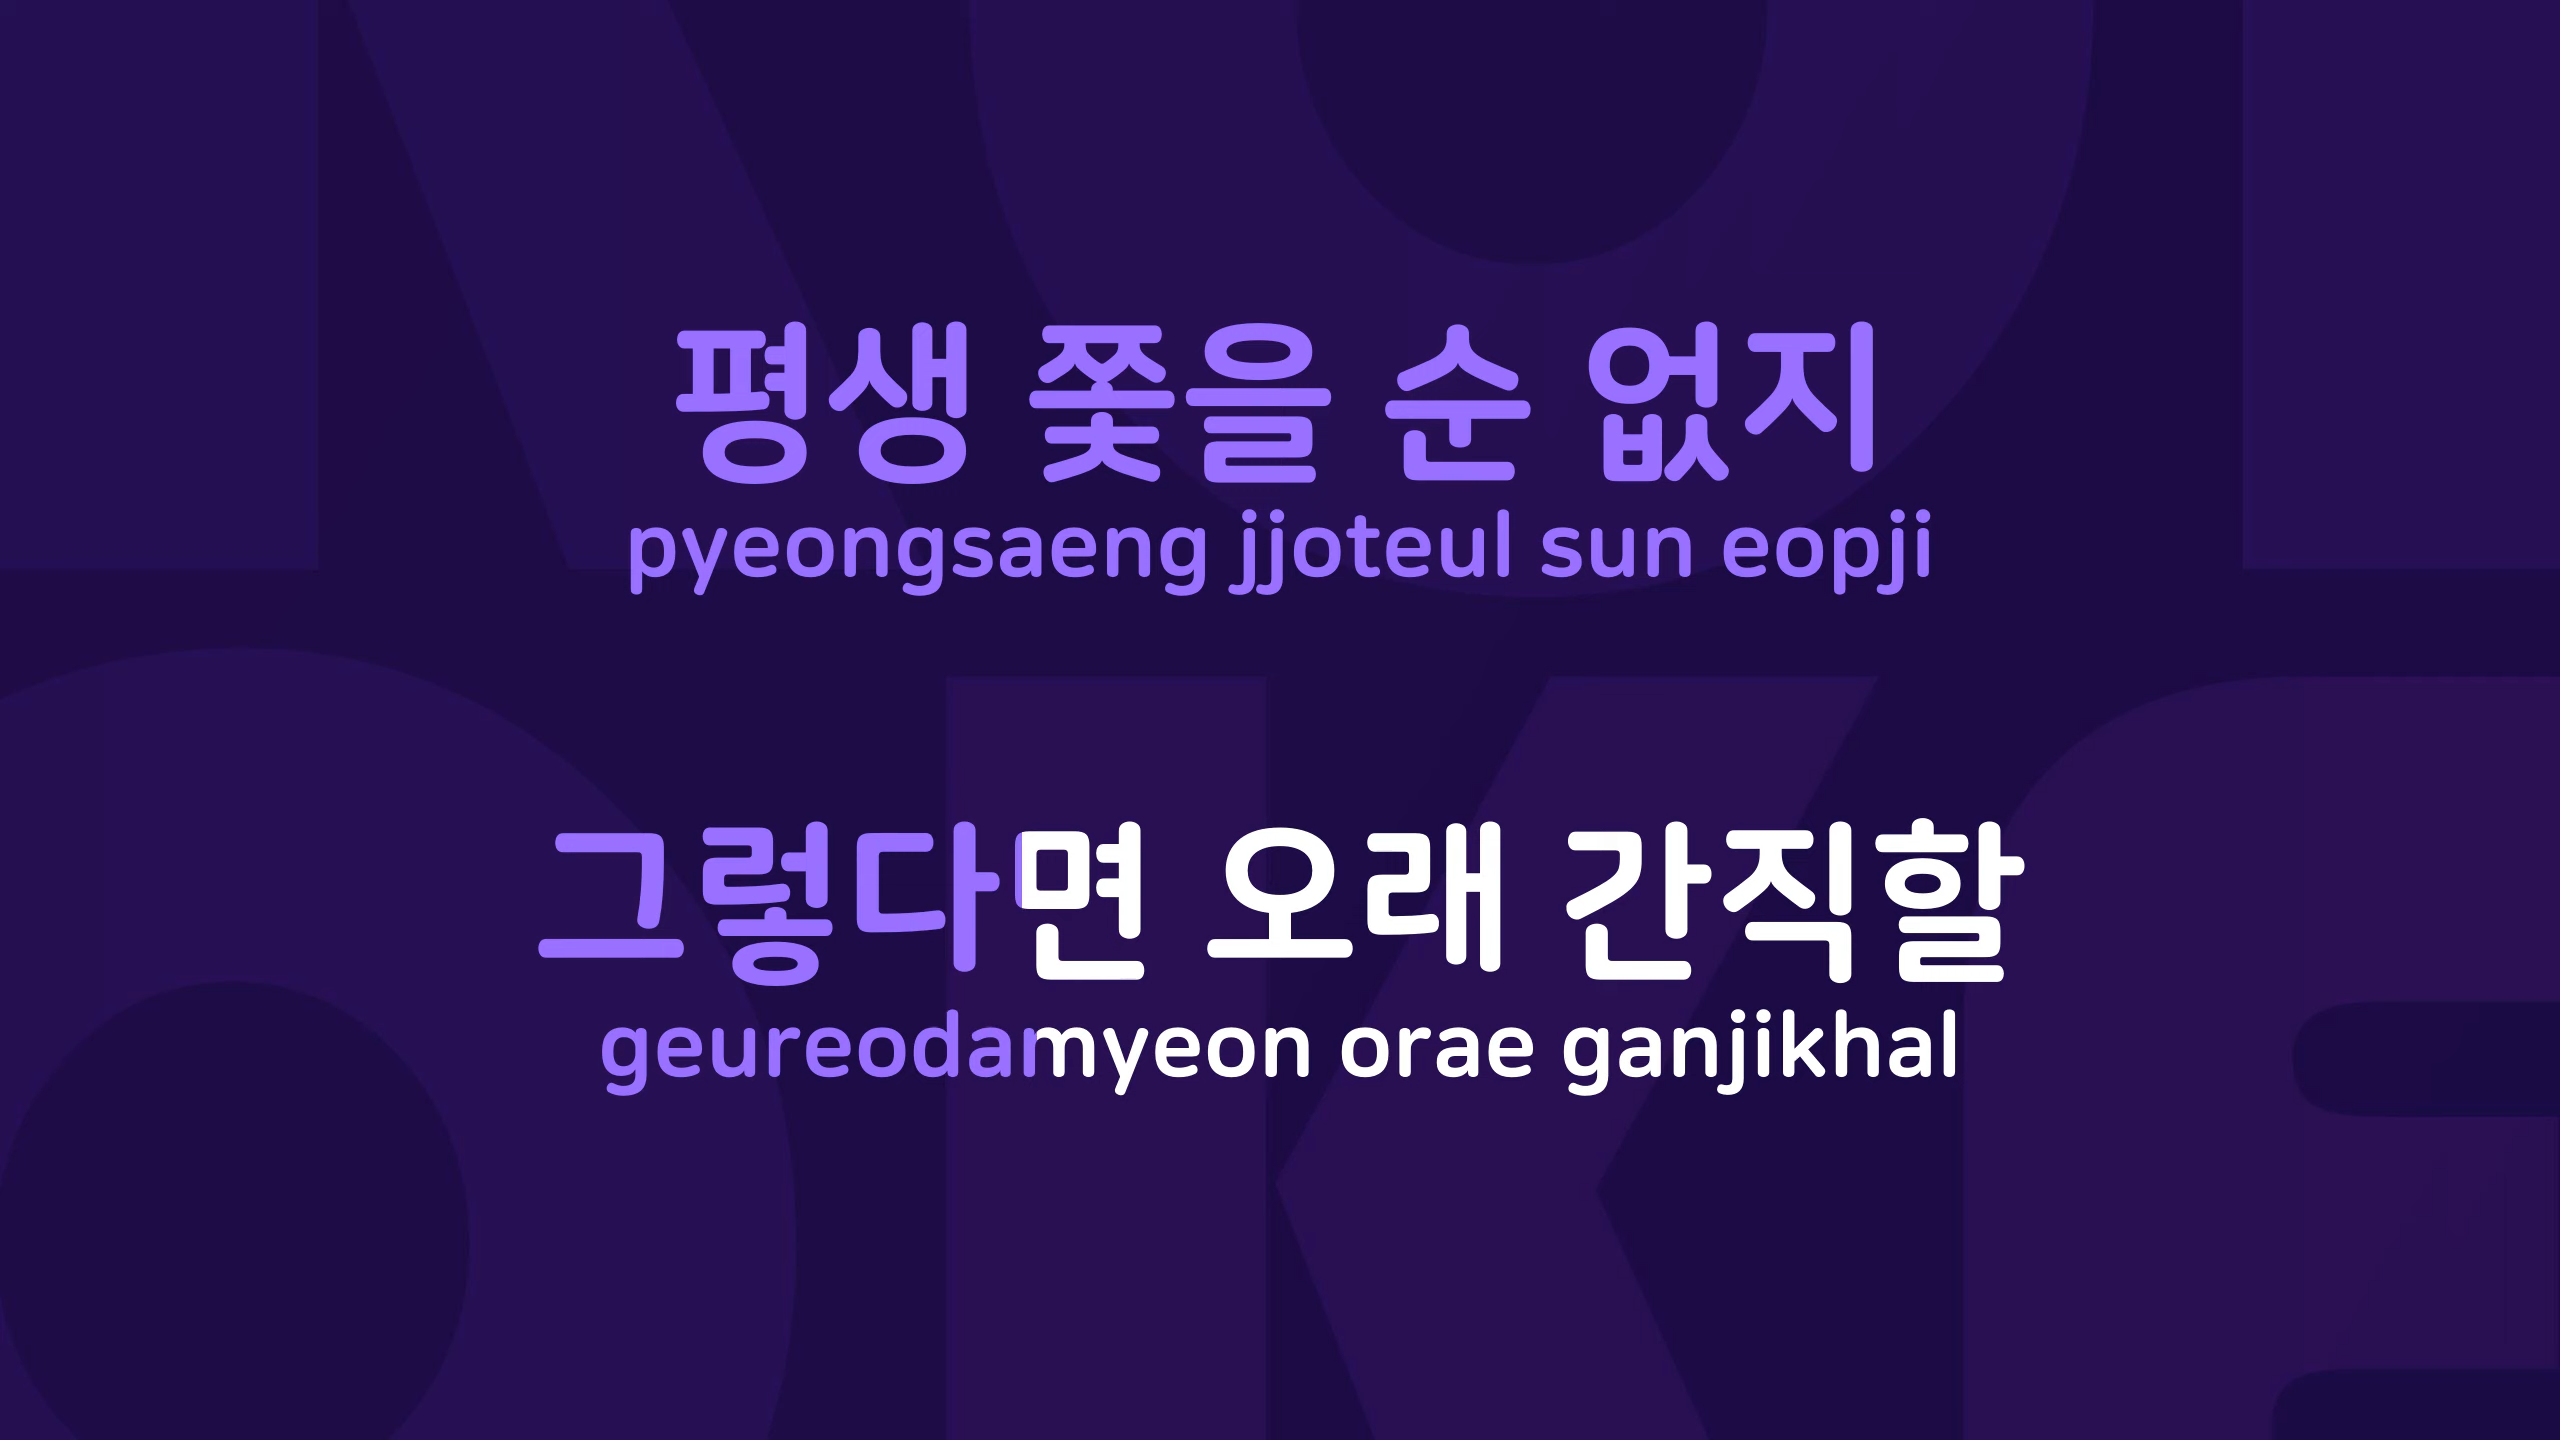 평생 쫓을 순 없지
pyeongsaeng jjoteul sun eopji
그렇다면 오래 간직할
geureodamyeon orae ganjikhal